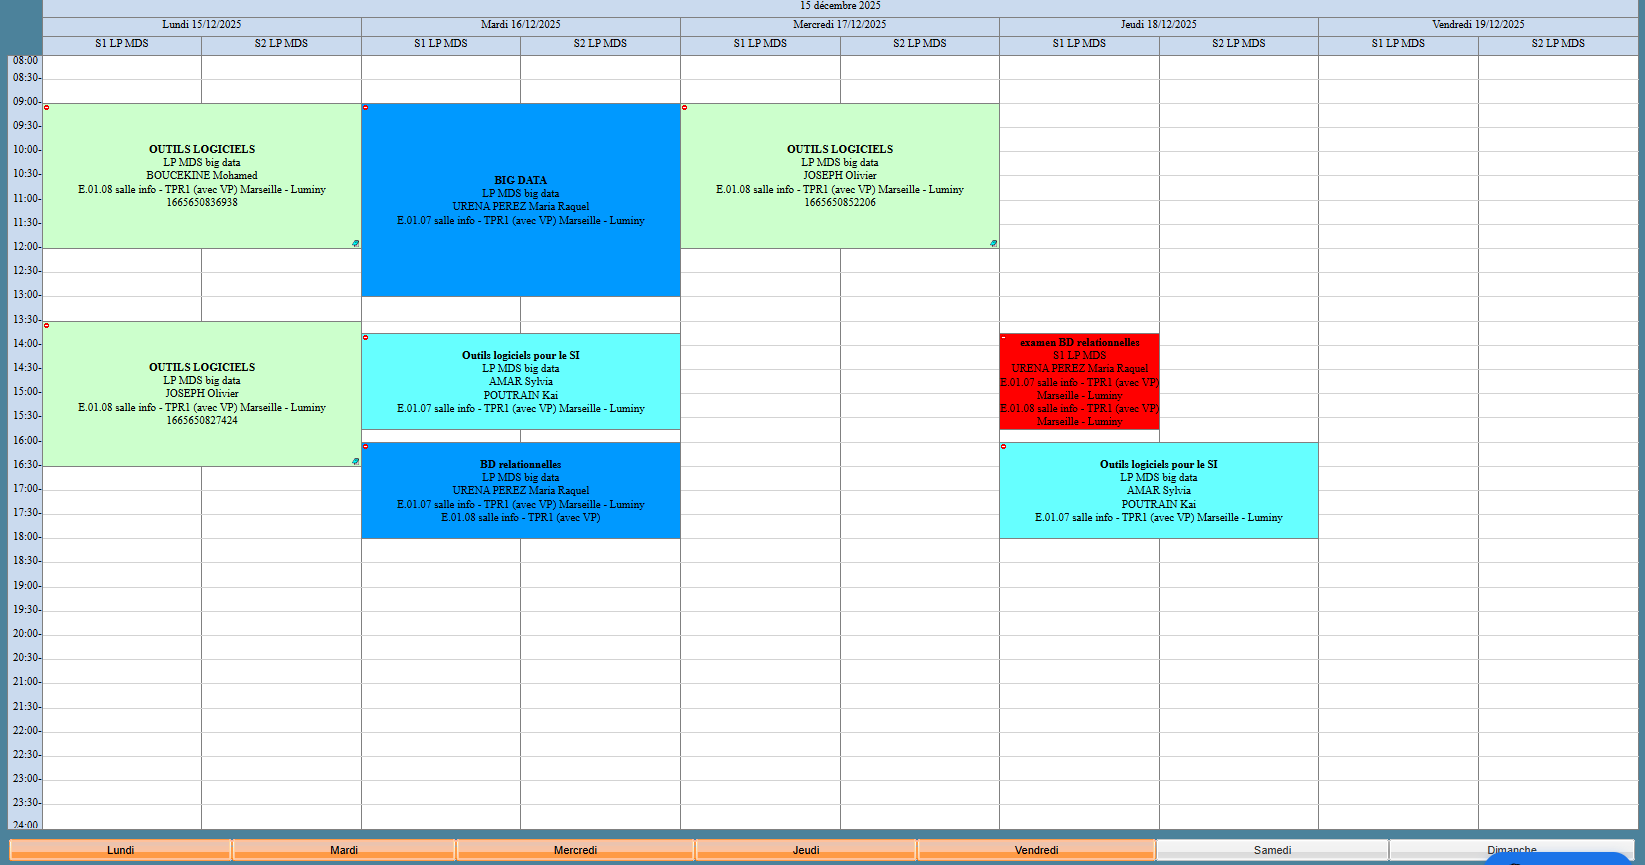 15 décembre 2025
Lundi 15/12/2025 Mardi 16/12/2025 Mercredi 17/12/2025 Jeudi 18/12/2025 Vendredi 19/12/2025
S1 LP MDS S2 LP MDS S1 LP MDS S2 LP MDS S1 LP MDS S2 LP MDS S1 LP MDS S2 LP MDS S1 LP MDS S2 LP MDS
08:00
08:30-
09:00-
09:30-
10:00-
10:30-
11:00-
11:30-
12:00-
12:30-
13:00-
13:30-
14:00-
14:30-
15:00-
15:30-
16:00-
16:30-
17:00-
17:30-
18:00-
18:30-
19:00-
19:30-
20:00-
20:30-
21:00-
21:30-
22:00-
22:30-
23:00-
23:30-
24:00
OUTILS LOGICIELS
LP MDS big data
BOUCEKINE Mohamed
E.01.08 salle info - TPR1 (avec VP) Marseille - Luminy
1665650836938
OUTILS LOGICIELS
LP MDS big data
JOSEPH Olivier
E.01.08 salle info - TPR1 (avec VP) Marseille - Luminy
1665650827424
BIG DATA
LP MDS big data
URENA PEREZ Maria Raquel
E.01.07 salle info - TPR1 (avec VP) Marseille - Luminy
Outils logiciels pour le SI
LP MDS big data
AMAR Sylvia
POUTRAIN Kai
E.01.07 salle info - TPR1 (avec VP) Marseille - Luminy
BD relationnelles
LP MDS big data
URENA PEREZ Maria Raquel
E.01.07 salle info - TPR1 (avec VP) Marseille - Luminy
E.01.08 salle info - TPR1 (avec VP)
OUTILS LOGICIELS
LP MDS big data
JOSEPH Olivier
E.01.08 salle info - TPR1 (avec VP) Marseille - Luminy
1665650852206
examen BD relationnelles
S1 LP MDS
URENA PEREZ Maria Raquel
E.01.07 salle info - TPR1 (avec VP)
Marseille - Luminy
E.01.08 salle info - TPR1 (avec VP)
Marseille - Luminy
Outils logiciels pour le SI
LP MDS big data
AMAR Sylvia
POUTRAIN Kai
E.01.07 salle info - TPR1 (avec VP) Marseille - Luminy
Lundi Mardi Mercredi Jeudi Vendredi Samedi Dimanche